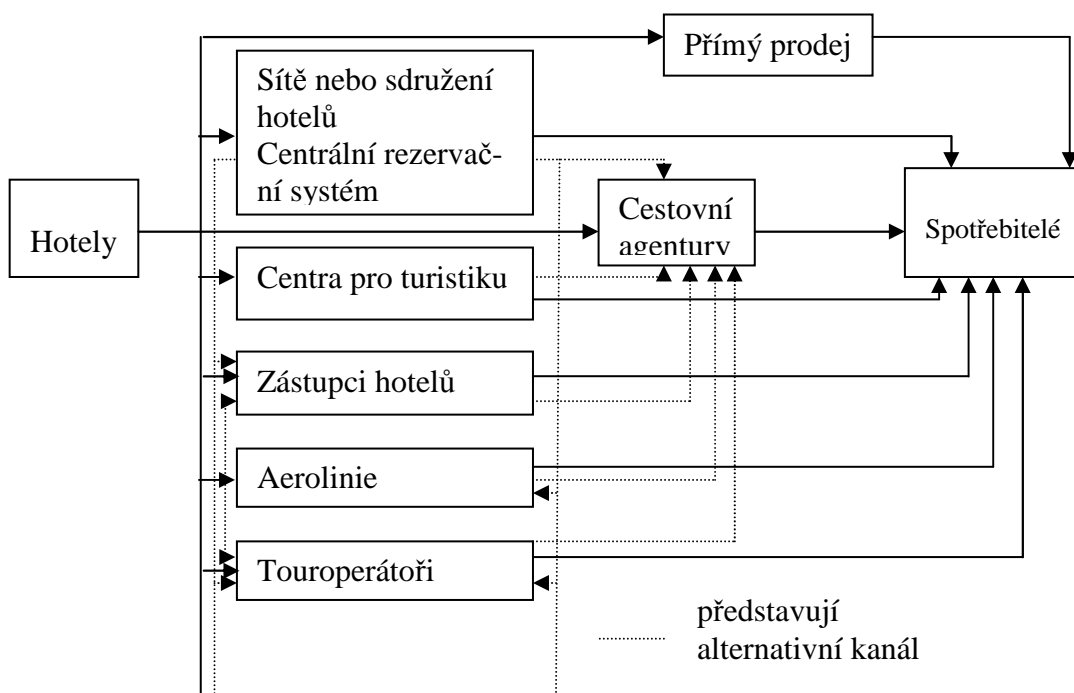 Přímý prodej
Sítě nebo sdružení
hotelů
Centrální rezervač-
ní systém
Hotely
Cestovní
agentury
Spotřebitelé
Centra pro turistiku
Zástupci hotelů
Aerolinie
Touroperátoři
představují
alternativní kanál